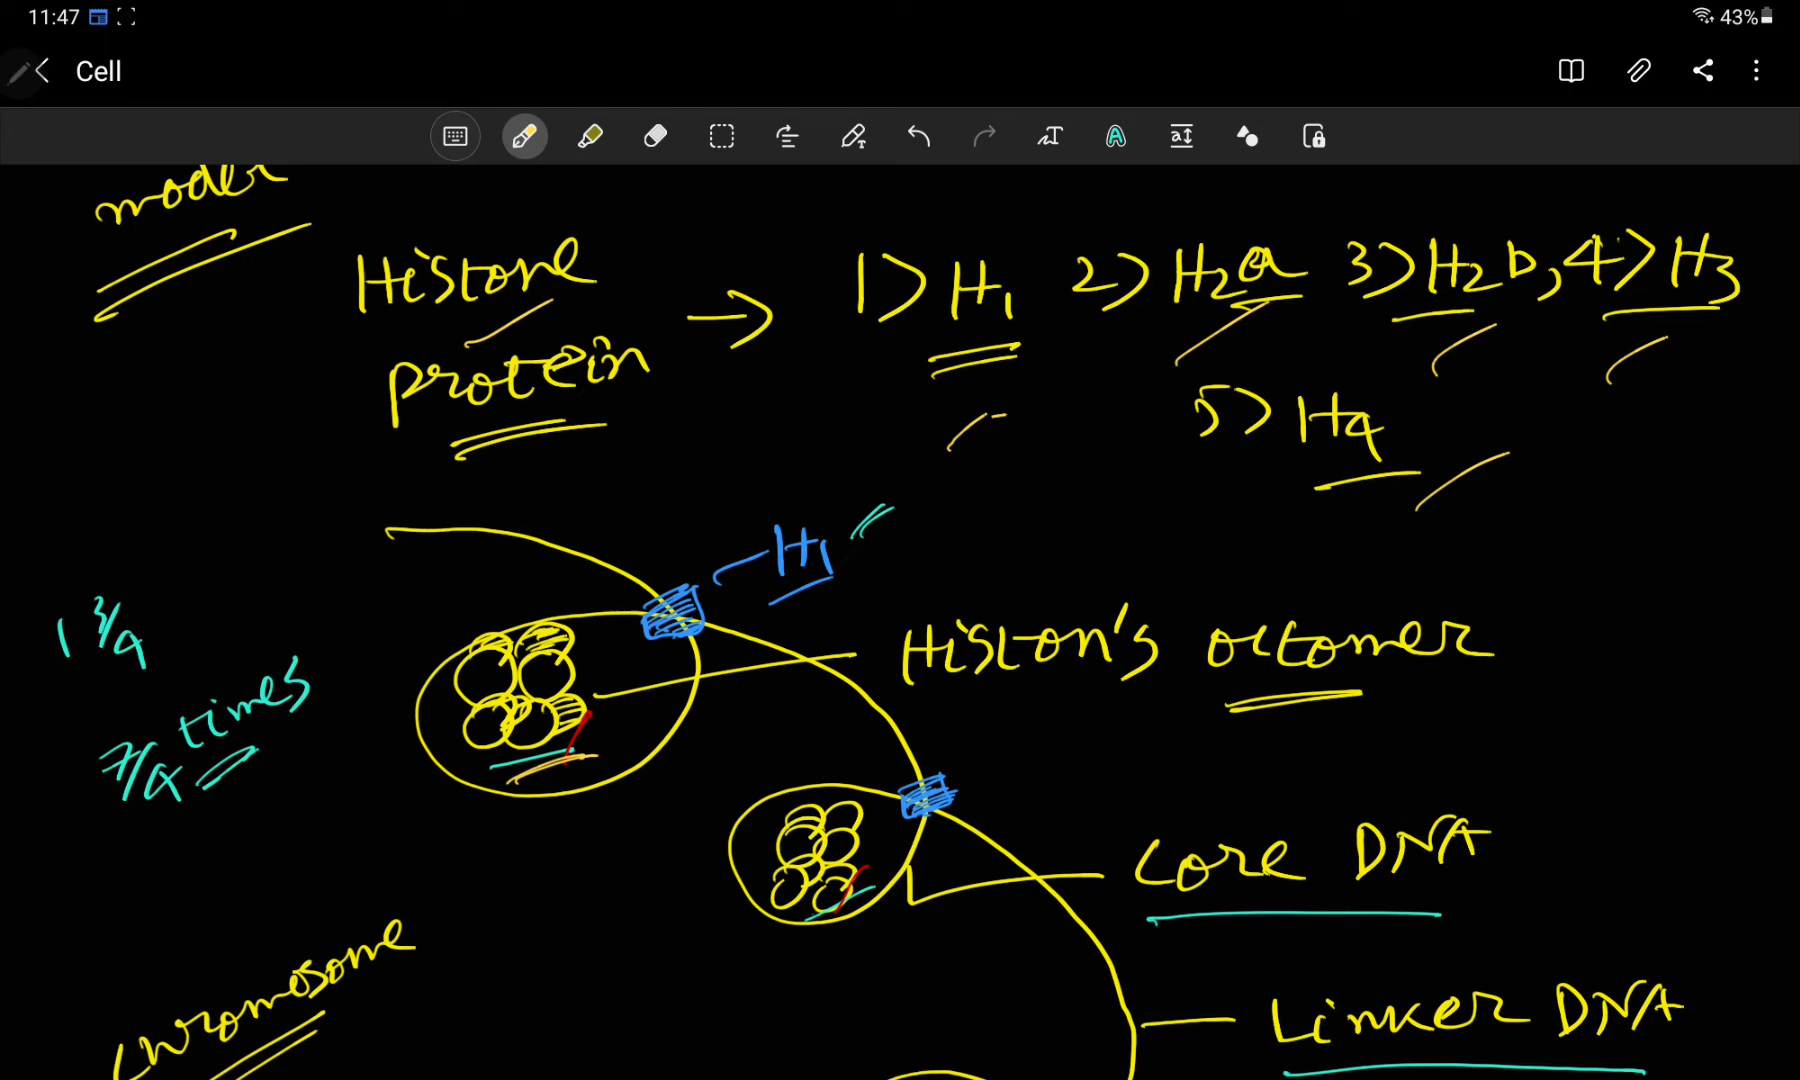 11:47
43%
Cell
model
Histone protein → 1> H1 2> H2a 3> H2b, 4> H3
5> H4
H1
1 3/4
7/4 times
Histon's octomer
Core DNA
Linker DNA
Chromosome